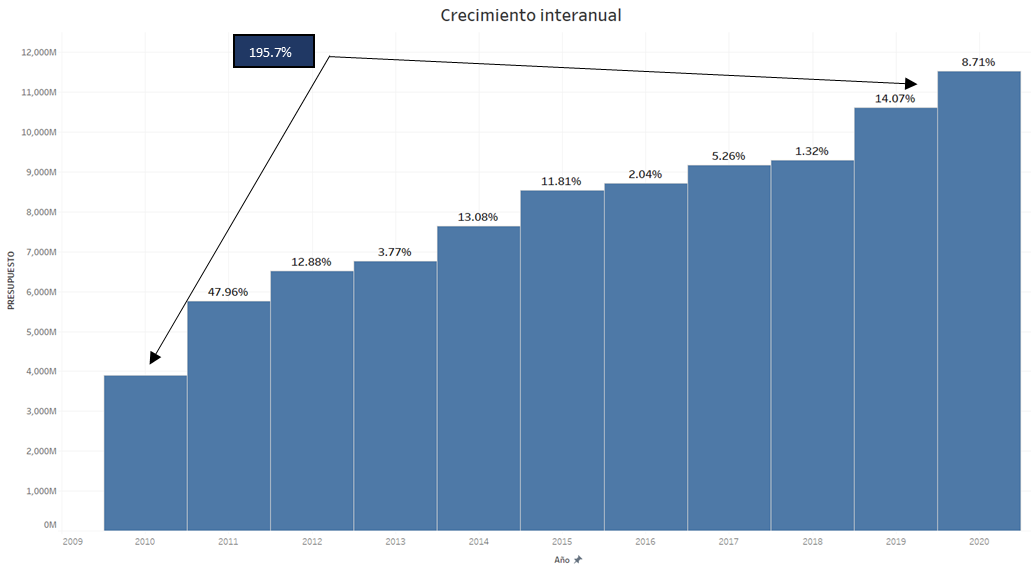 Crecimiento interanual
195.7%
12,000M
11,000M
10,000M
9,000M
8,000M
7,000M
6,000M
5,000M
4,000M
3,000M
2,000M
1,000M
0M
PRESUPUESTO
47.96%
12.88%
3.77%
13.08%
11.81%
2.04%
5.26%
1.32%
14.07%
8.71%
2009 2010 2011 2012 2013 2014 2015 2016 2017 2018 2019 2020
Año